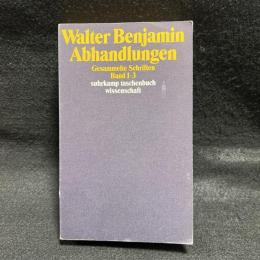 Walter Benjamin
Abhandlungen
Gesammelte Schriften
Band I·3
suhrkamp taschenbuch
wissenschaft